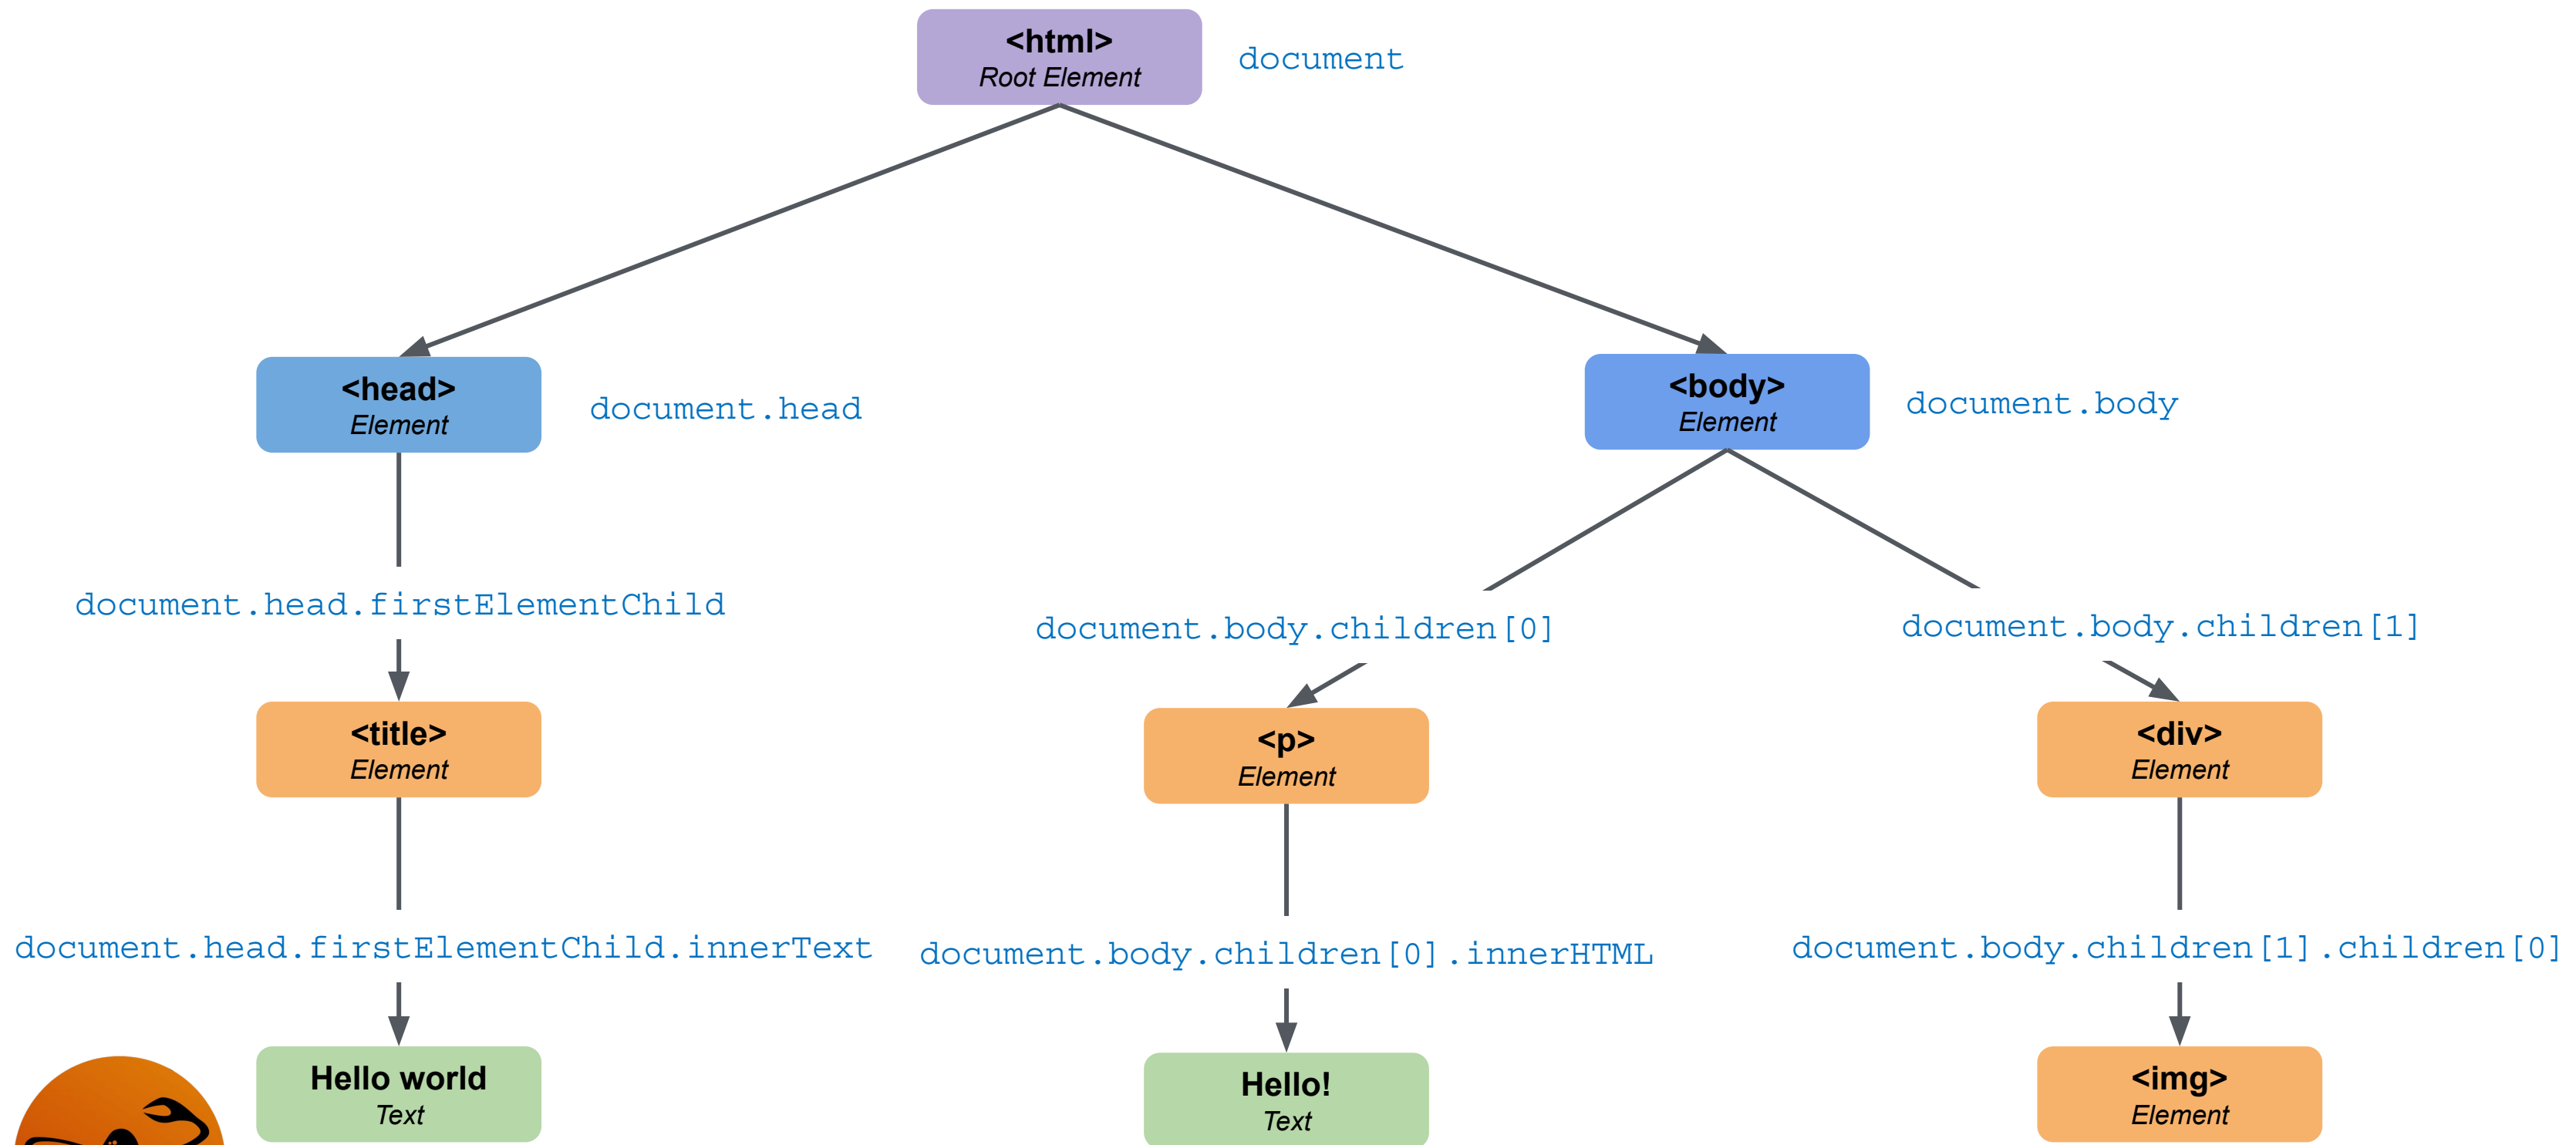 <html>
Root Element
document
<head>
Element
document.head
<body>
Element
document.body
document.head.firstElementChild
document.body.children[0]
document.body.children[1]
<title>
Element
<p>
Element
<div>
Element
document.head.firstElementChild.innerText
document.body.children[0].innerHTML
document.body.children[1].children[0]
Hello world
Text
Hello!
Text
<img>
Element